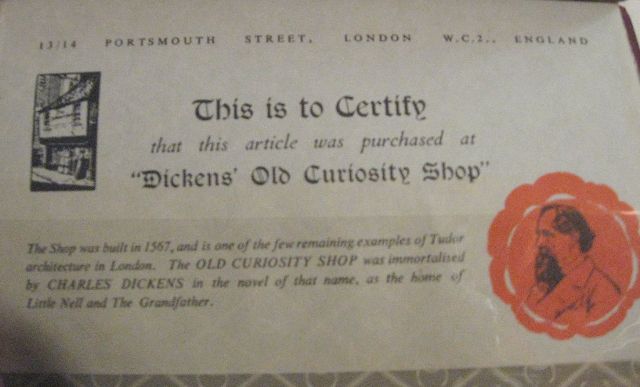 13/14 PORTSMOUTH STREET, LONDON W.C.2., ENGLAND
This is to Certify
that this article was purchased at
"Dickens' Old Curiosity Shop"
The Shop was built in 1567, and is one of the few remaining examples of Tudor
architecture in London. The OLD CURIOSITY SHOP was immortalised
by CHARLES DICKENS in the novel of that name, as the home of
Little Nell and The Grandfather.